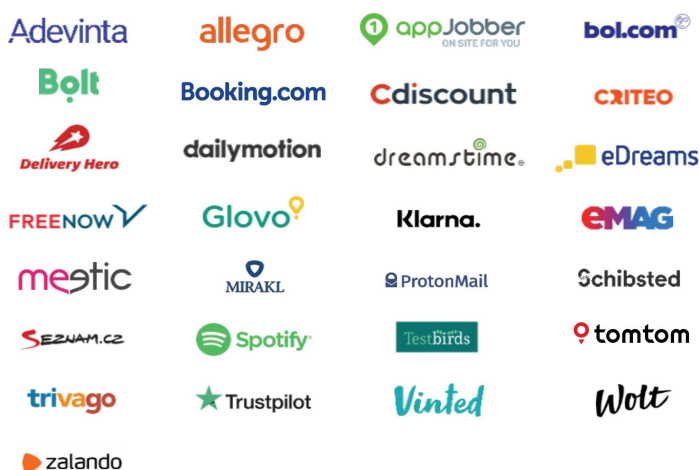 Adevinta
allegro
1 appJobber
ON SITE FOR YOU
bol.com
Bolt
Booking.com
Cdiscount
CRITEO
Delivery Hero
dailymotion
dreamstime®
eDreams
FREENOW
Glovo
Klarna.
eMAG
meetic
MIRAKL
ProtonMail
Schibsted
SEZNAM.CZ
Spotify
Testbirds
tomtom
trivago
Trustpilot
Vinted
Wolt
zalando